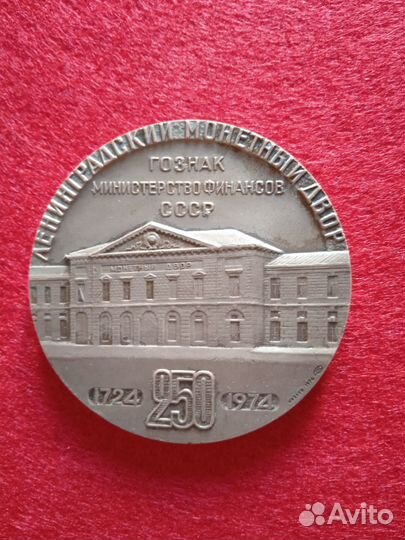 ЛЕНИНГРАДСКИЙ МОНЕТНЫЙ ДВОР
ГОЗНАК
МИНИСТЕРСТВО ФИНАНСОВ
СССР
МОНЕТНЫЙ ДВОР
1724 250 1974
Avito